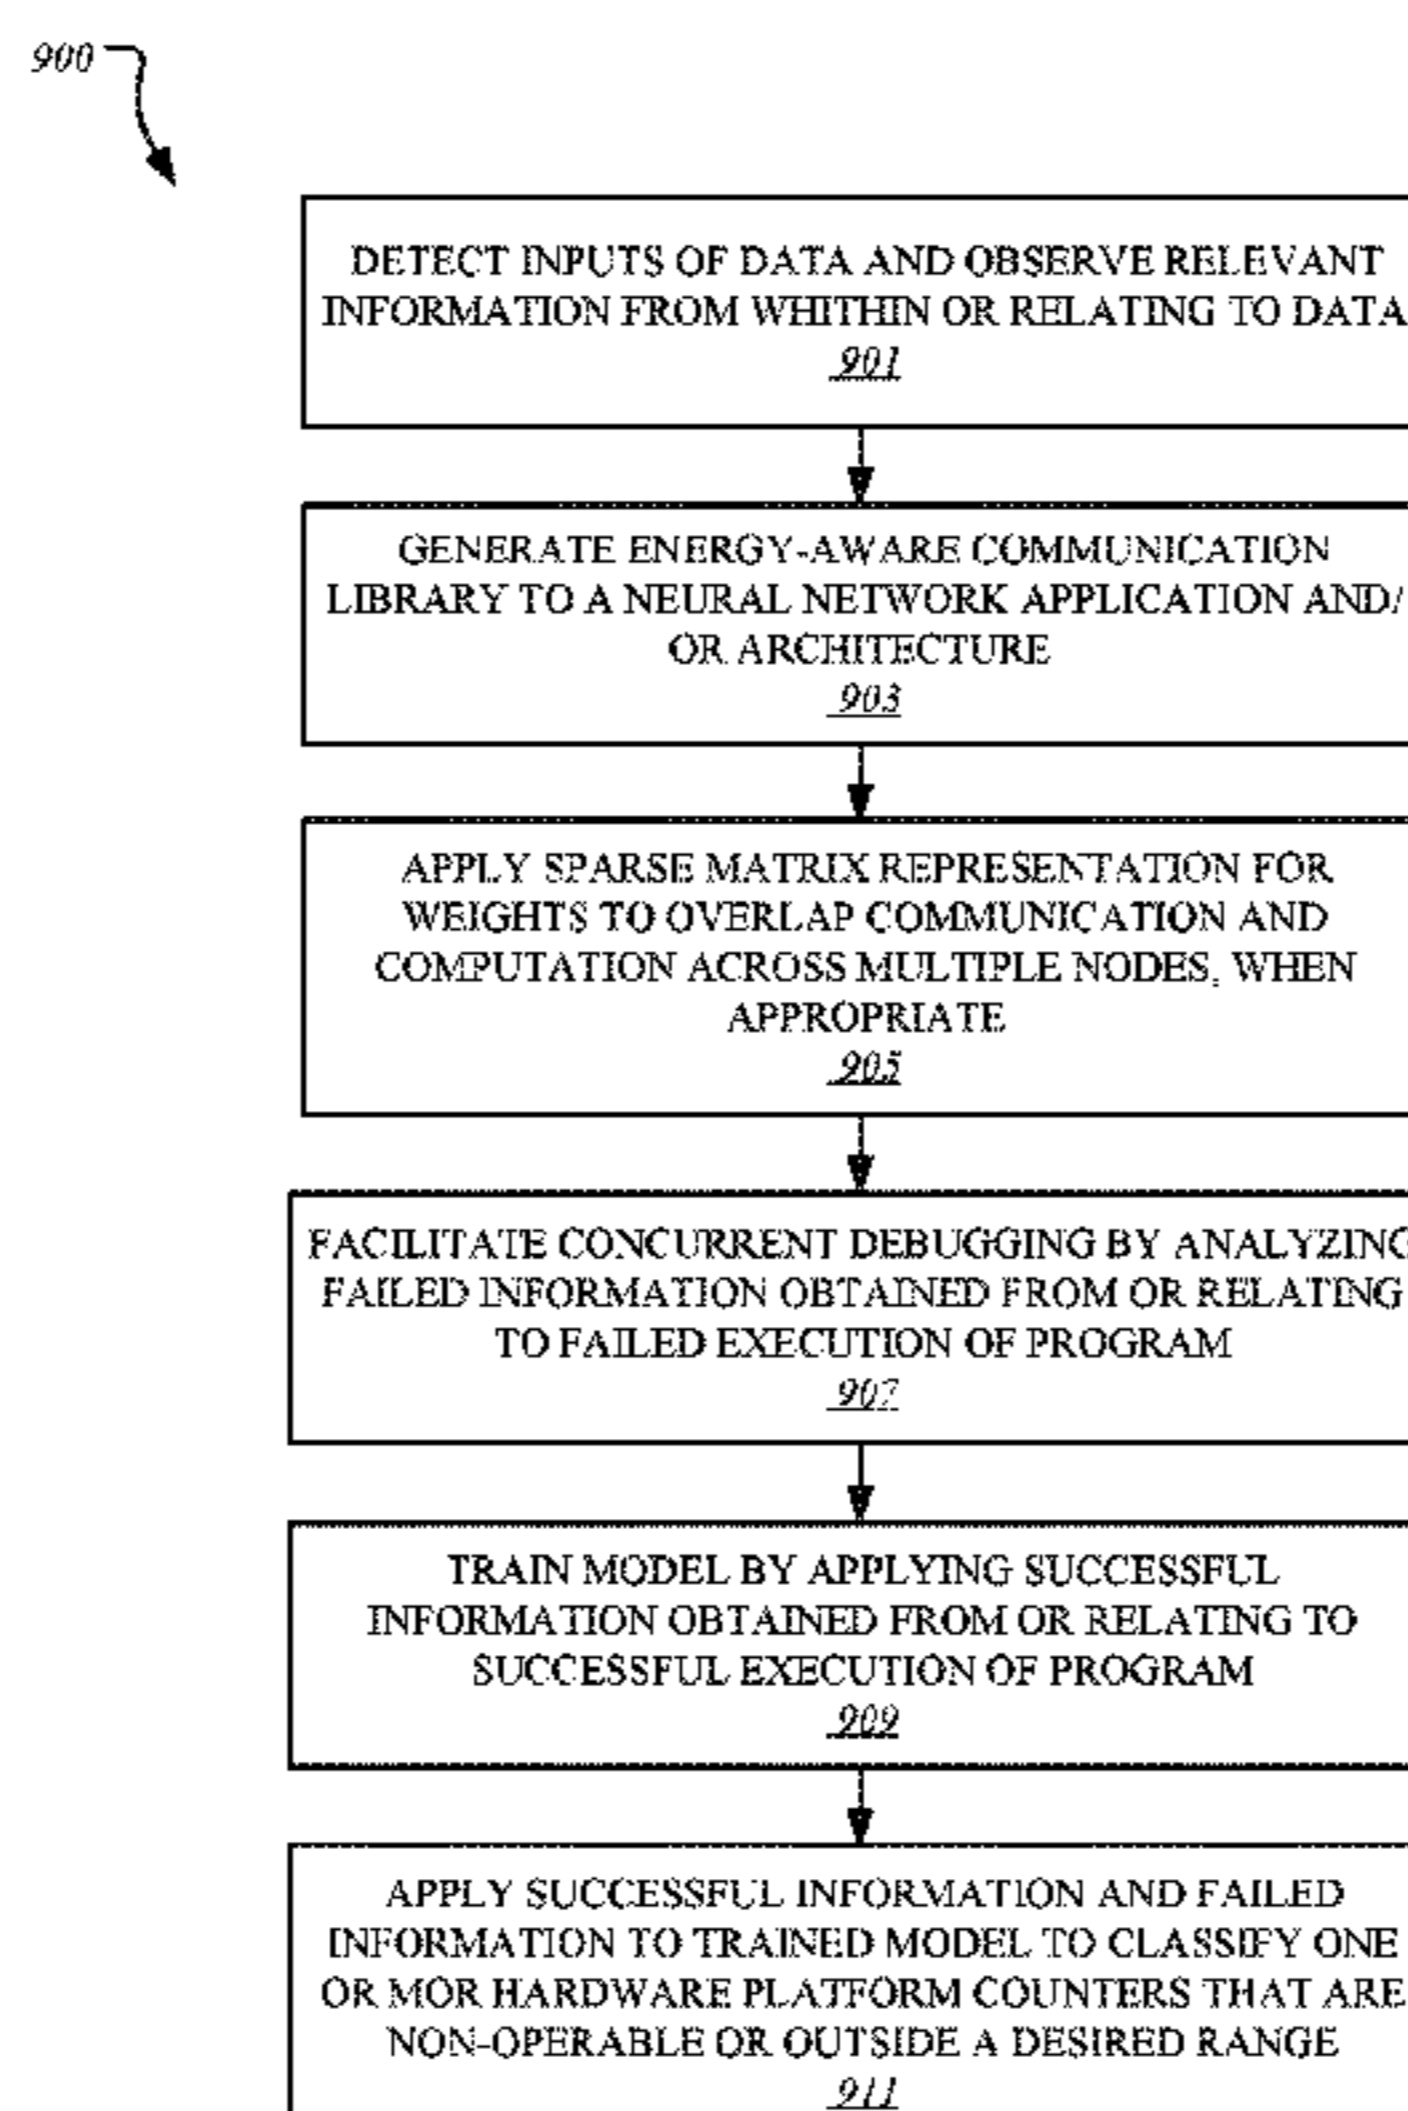 900
DETECT INPUTS OF DATA AND OBSERVE RELEVANT
INFORMATION FROM WHITHIN OR RELATING TO DATA
901
GENERATE ENERGY-AWARE COMMUNICATION
LIBRARY TO A NEURAL NETWORK APPLICATION AND/
OR ARCHITECTURE
903
APPLY SPARSE MATRIX REPRESENTATION FOR
WEIGHTS TO OVERLAP COMMUNICATION AND
COMPUTATION ACROSS MULTIPLE NODES, WHEN
APPROPRIATE
905
FACILITATE CONCURRENT DEBUGGING BY ANALYZING
FAILED INFORMATION OBTAINED FROM OR RELATING
TO FAILED EXECUTION OF PROGRAM
907
TRAIN MODEL BY APPLYING SUCCESSFUL
INFORMATION OBTAINED FROM OR RELATING TO
SUCCESSFUL EXECUTION OF PROGRAM
909
APPLY SUCCESSFUL INFORMATION AND FAILED
INFORMATION TO TRAINED MODEL TO CLASSIFY ONE
OR MOR HARDWARE PLATFORM COUNTERS THAT ARE
NON-OPERABLE OR OUTSIDE A DESIRED RANGE
911